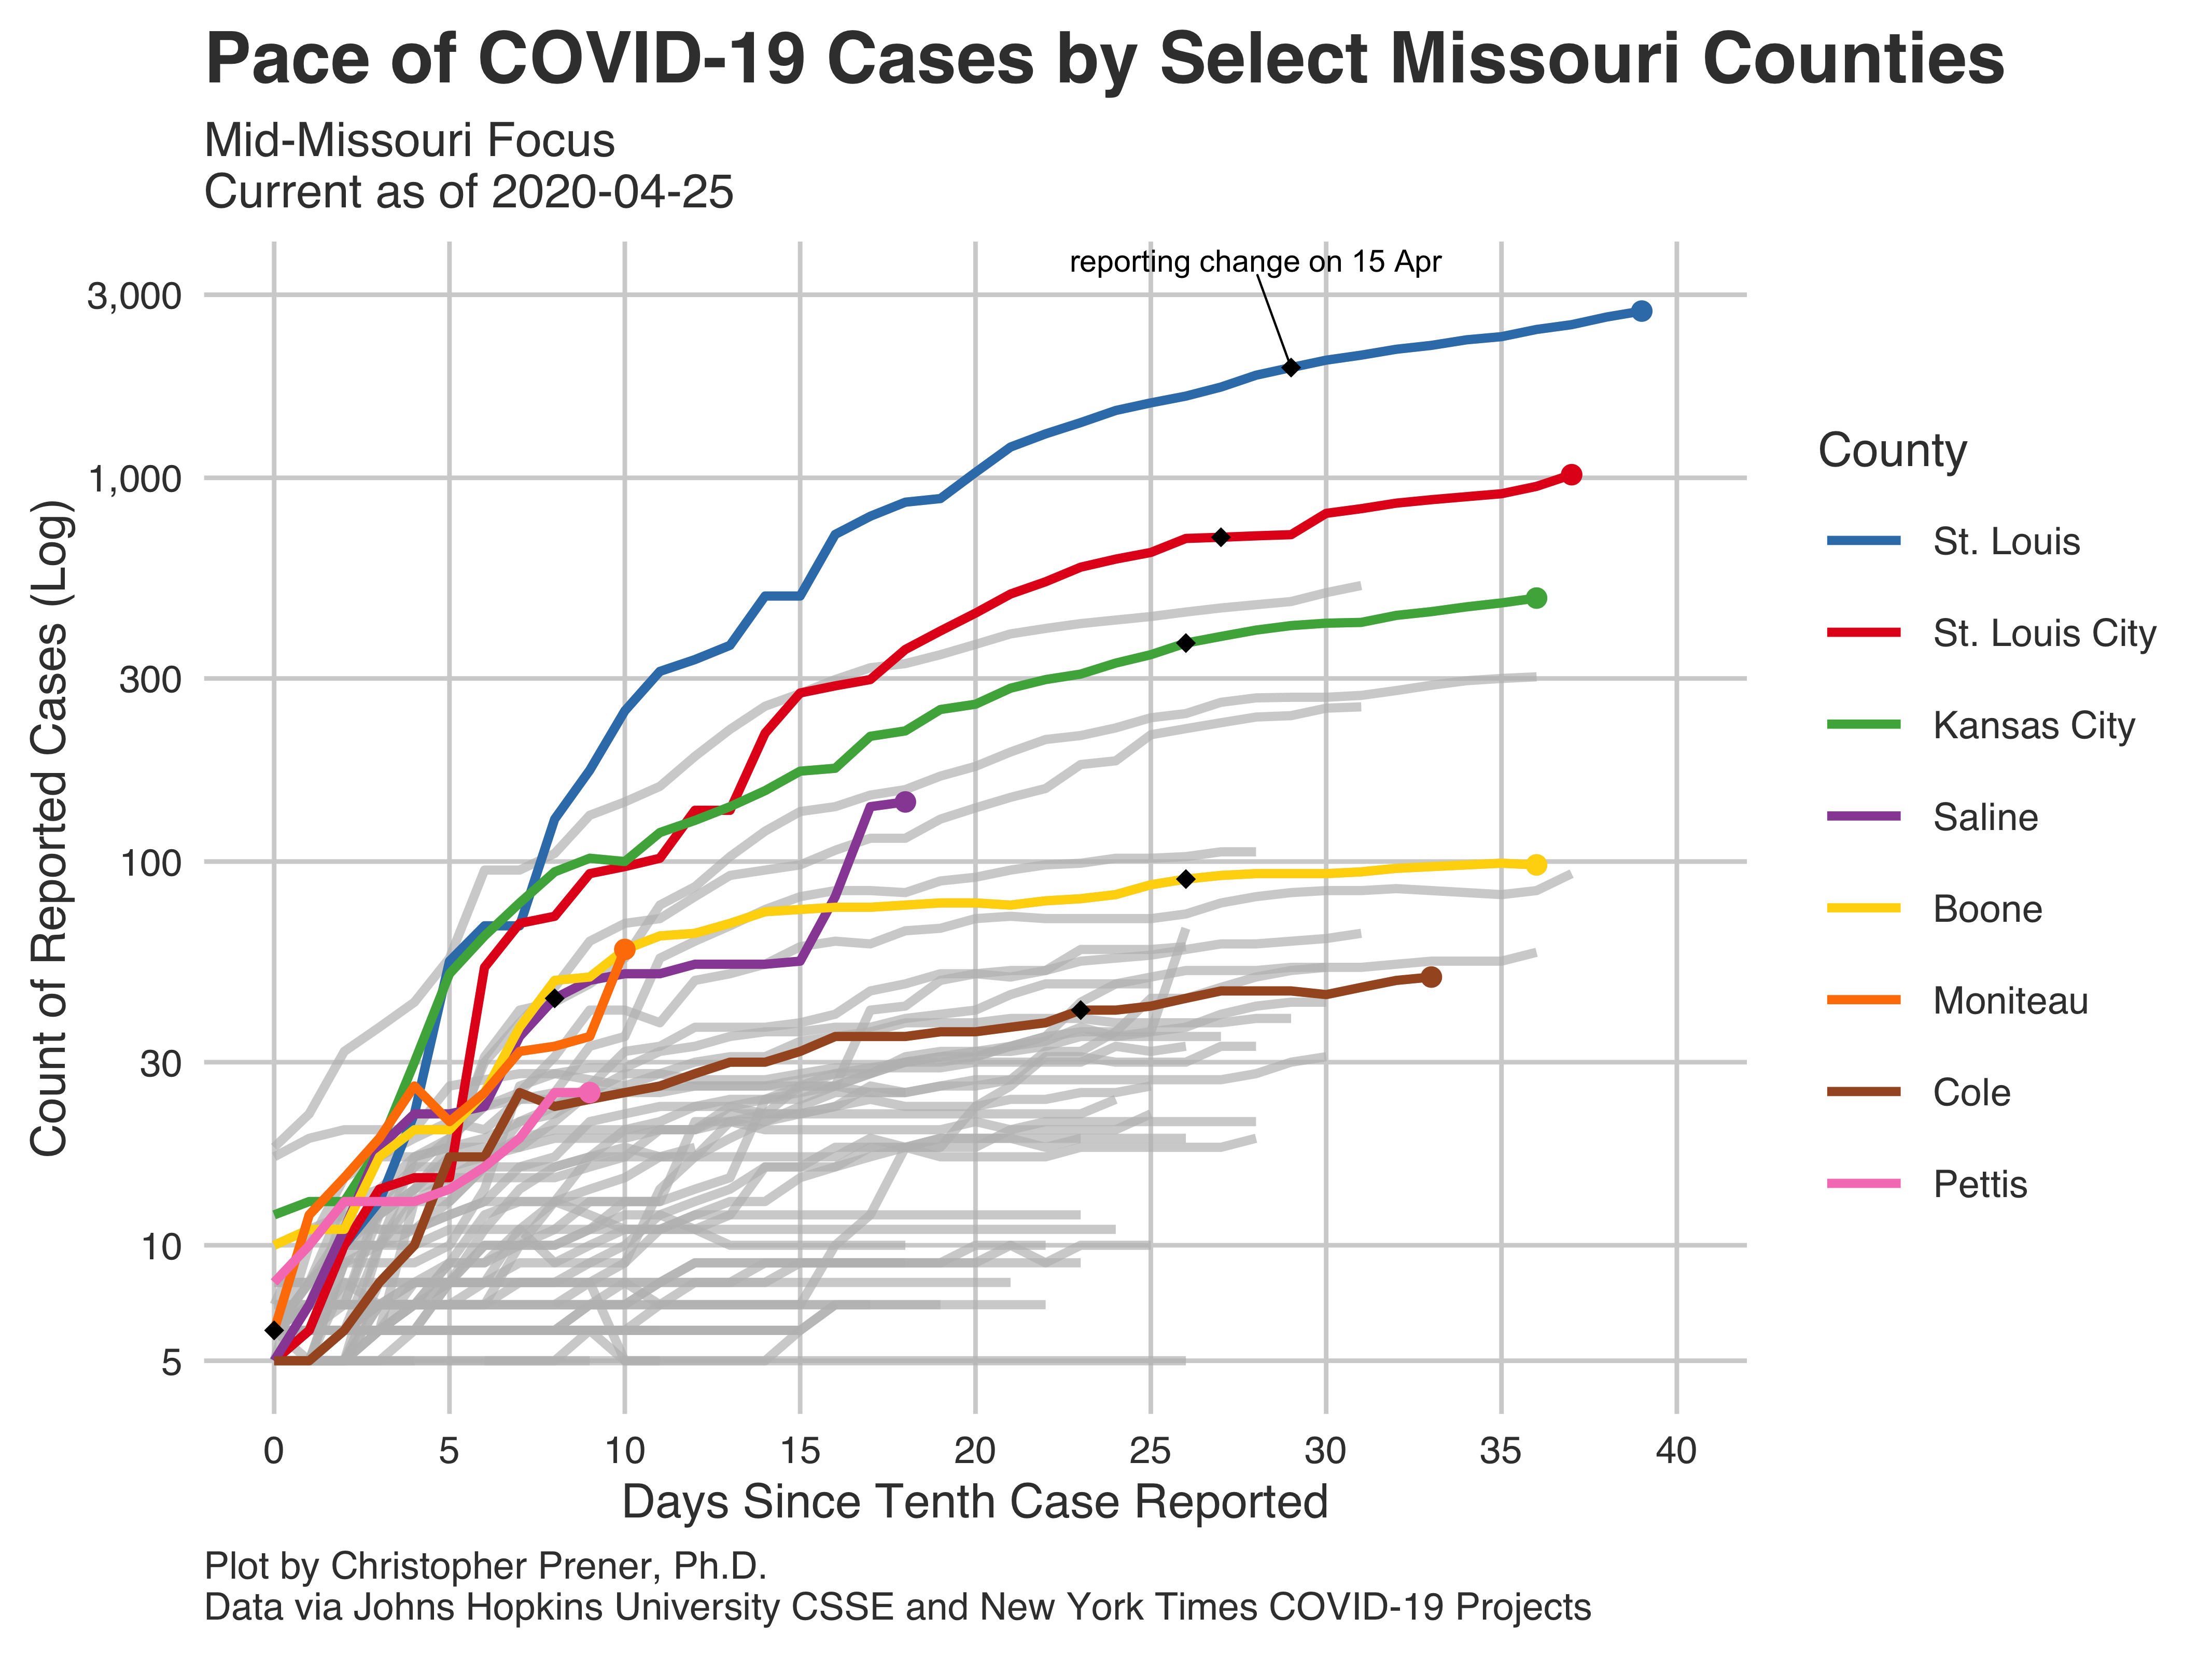 Pace of COVID-19 Cases by Select Missouri Counties
Mid-Missouri Focus
Current as of 2020-04-25
reporting change on 15 Apr
3,000
1,000
300
100
30
10
5
Count of Reported Cases (Log)
0 5 10 15 20 25 30 35 40
Days Since Tenth Case Reported
County
St. Louis
St. Louis City
Kansas City
Saline
Boone
Moniteau
Cole
Pettis
Plot by Christopher Prener, Ph.D.
Data via Johns Hopkins University CSSE and New York Times COVID-19 Projects